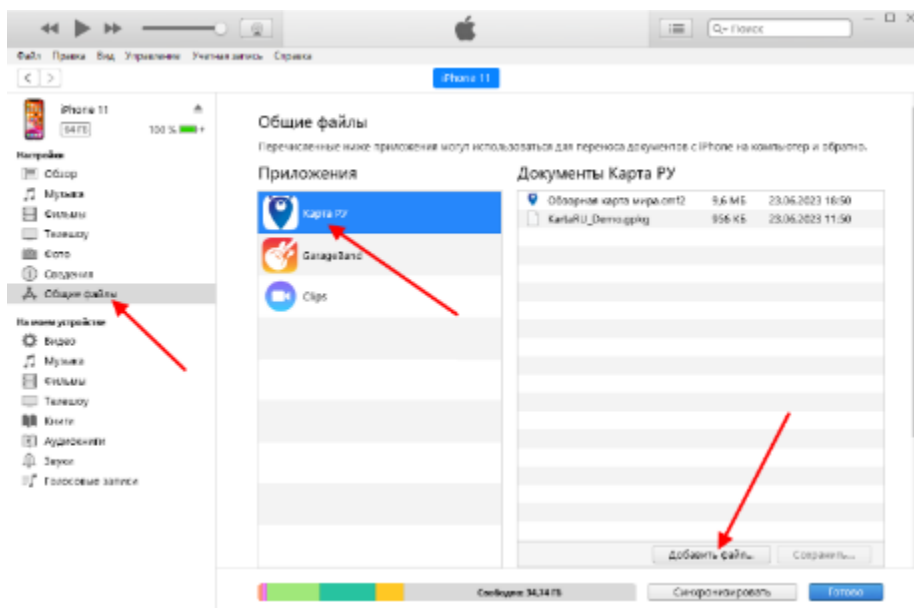 Поиск
Файл Правка Вид Управление Учетная запись Справка
iPhone 11
iPhone 11
64 ГБ 100 %
Настройки
Обзор
Музыка
Фильмы
Телешоу
Фото
Сведения
Общие файлы
На моем устройстве
Видео
Музыка
Фильмы
Телешоу
Книги
Аудиокниги
Звуки
Голосовые записи
Общие файлы
Перечисленные ниже приложения могут использоваться для переноса документов с iPhone на компьютер и обратно.
Приложения
Карта РУ
GarageBand
Clips
Документы Карта РУ
Обзорная карта мира.omf2 9,6 МБ 23.06.2023 16:50
KartaRU_Demo.gpkg 956 КБ 23.06.2023 11:50
Добавить файл... Сохранить...
Свободно: 34,74 ГБ
Синхронизировать Готово